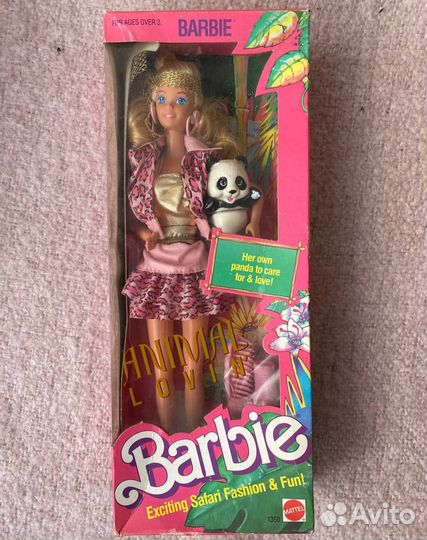 FOR AGES OVER 3.
BARBIE
Her own
panda to care
for & love!
ANIMAL
LOVIN
Barbie
Exciting Safari Fashion & Fun!
1350
MATTEL
Avito